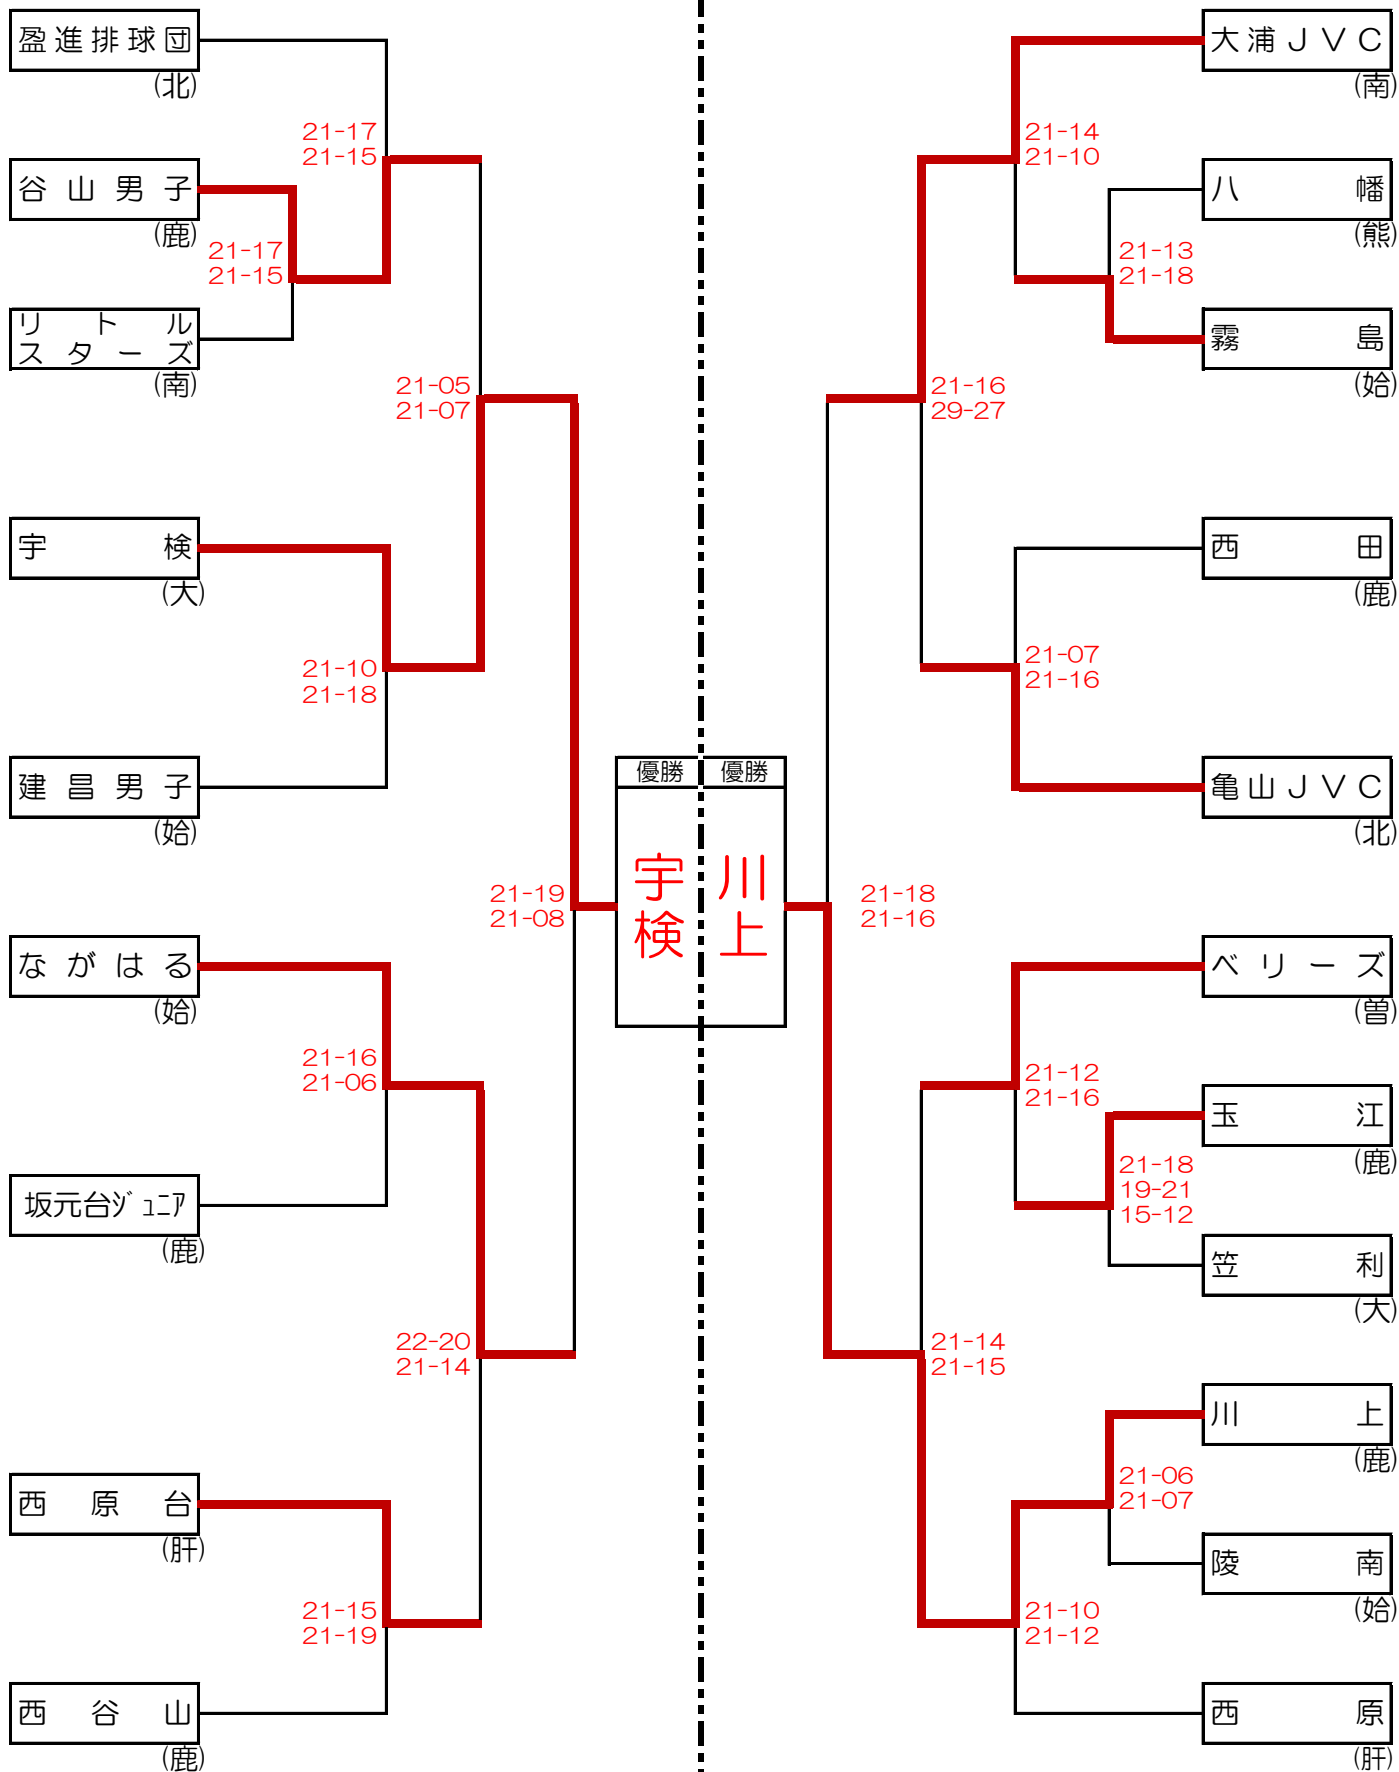 盈進排球団
(北)
21-17
21-15
谷山男子
(鹿)
21-17
21-15
リトル
スターズ
(南)
21-05
21-07
宇検
(大)
21-10
21-18
建昌男子
(姶)
21-19
21-08
ながはる
(姶)
21-16
21-06
坂元台ｼﾞｭﾆｱ
(鹿)
22-20
21-14
西原台
(肝)
21-15
21-19
西谷山
(鹿)
優勝
宇検
優勝
川上
大浦ＪＶＣ
(南)
21-14
21-10
八幡
(熊)
21-13
21-18
霧島
(姶)
21-16
29-27
西田
(鹿)
21-07
21-16
亀山ＪＶＣ
(北)
21-18
21-16
ベリーズ
(曽)
21-12
21-16
玉江
(鹿)
21-18
19-21
15-12
笠利
(大)
21-14
21-15
川上
(鹿)
21-06
21-07
陵南
(姶)
21-10
21-12
西原
(肝)